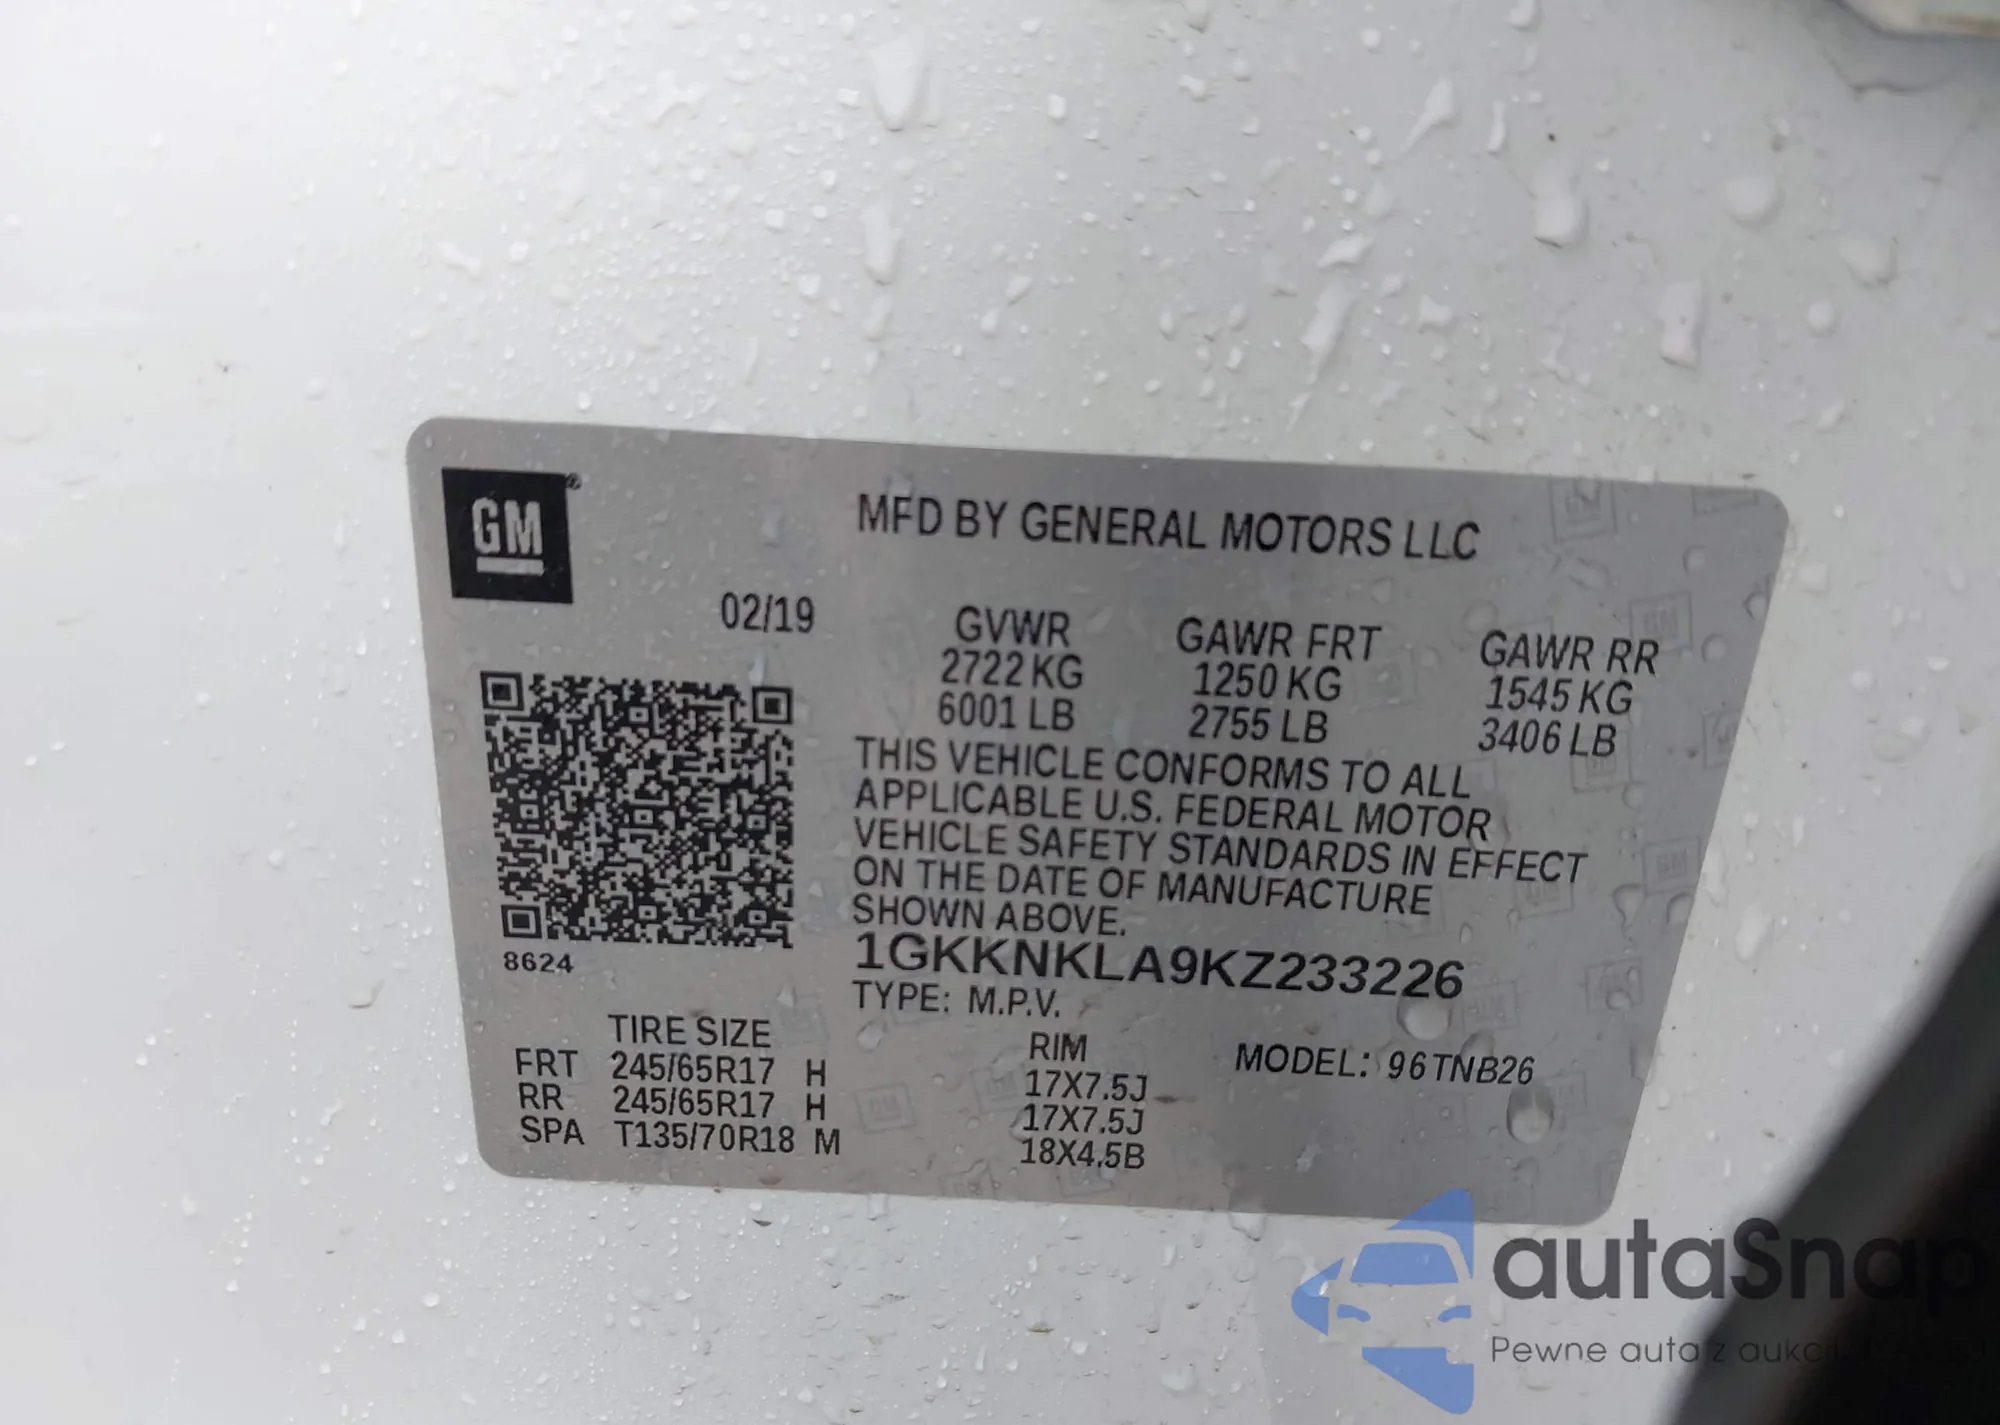 GM®
MFD BY GENERAL MOTORS LLC
02/19
GVWR GAWR FRT GAWR RR
2722 KG 1250 KG 1545 KG
6001 LB 2755 LB 3406 LB
THIS VEHICLE CONFORMS TO ALL
APPLICABLE U.S. FEDERAL MOTOR
VEHICLE SAFETY STANDARDS IN EFFECT
ON THE DATE OF MANUFACTURE
SHOWN ABOVE.
8624
1GKKNKLA9KZ233226
TYPE: M.P.V.
TIRE SIZE RIM MODEL: 96TNB26
FRT 245/65R17 H 17X7.5J
RR 245/65R17 H 17X7.5J
SPA T135/70R18 M 18X4.5B
autaSnap
Pewne auta z